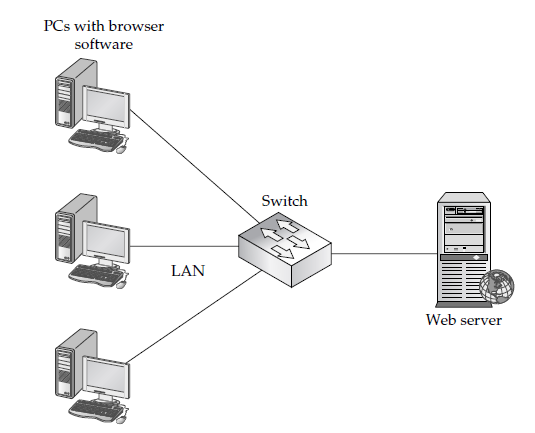 PCs with browser
software
Switch
LAN
Web server